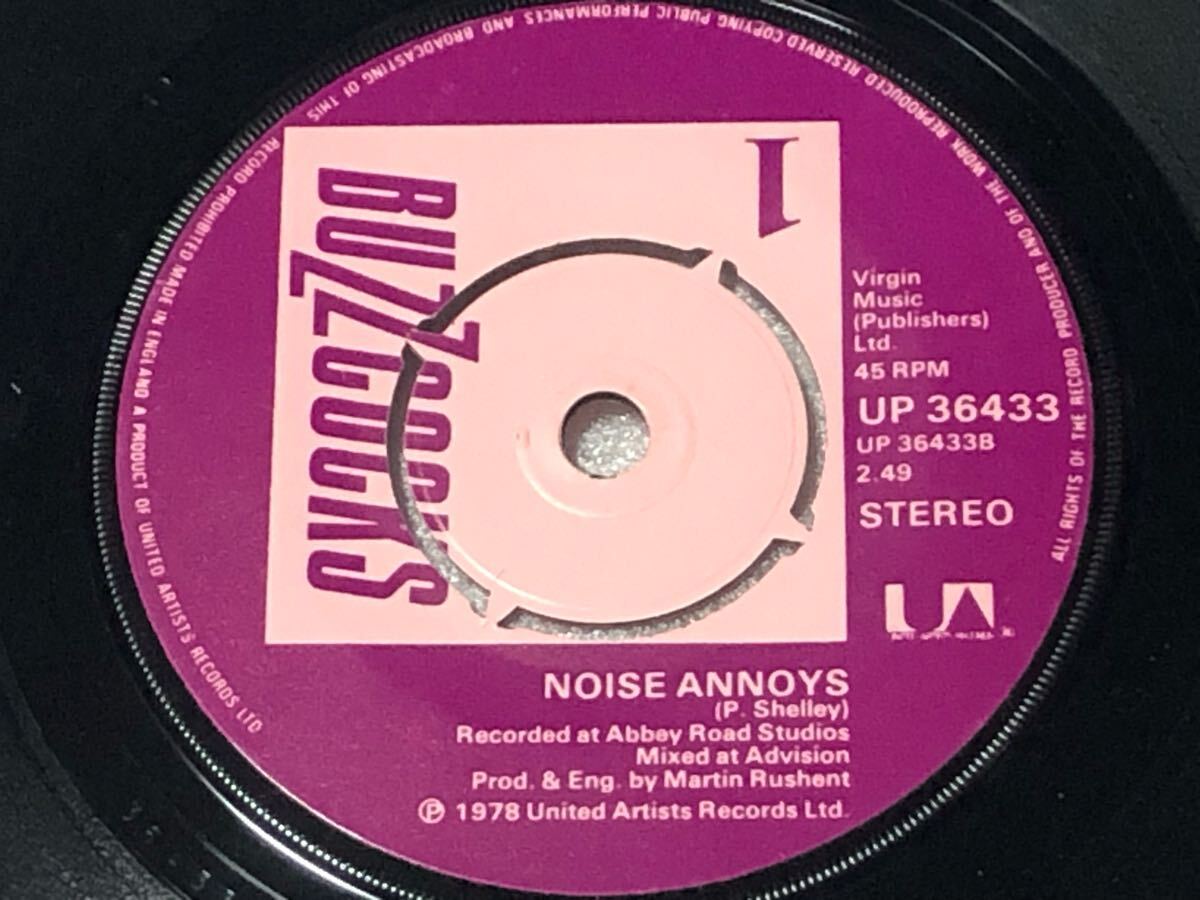 ALL RIGHTS OF THE RECORD PRODUCER AND OF THE WORK REPRODUCED RESERVED COPYING PUBLIC PERFORMANCES AND BROADCASTING OF THIS RECORD PROHIBITED MADE IN ENGLAND A PRODUCT OF UNITED ARTISTS RECORDS LTD
1
BUZZCOCKS
Virgin
Music
(Publishers)
Ltd.
45 RPM
UP 36433
UP 36433B
2.49
STEREO
UA
NOISE ANNOYS
(P. Shelley)
Recorded at Abbey Road Studios
Mixed at Advision
Prod. & Eng. by Martin Rushent
℗ 1978 United Artists Records Ltd.